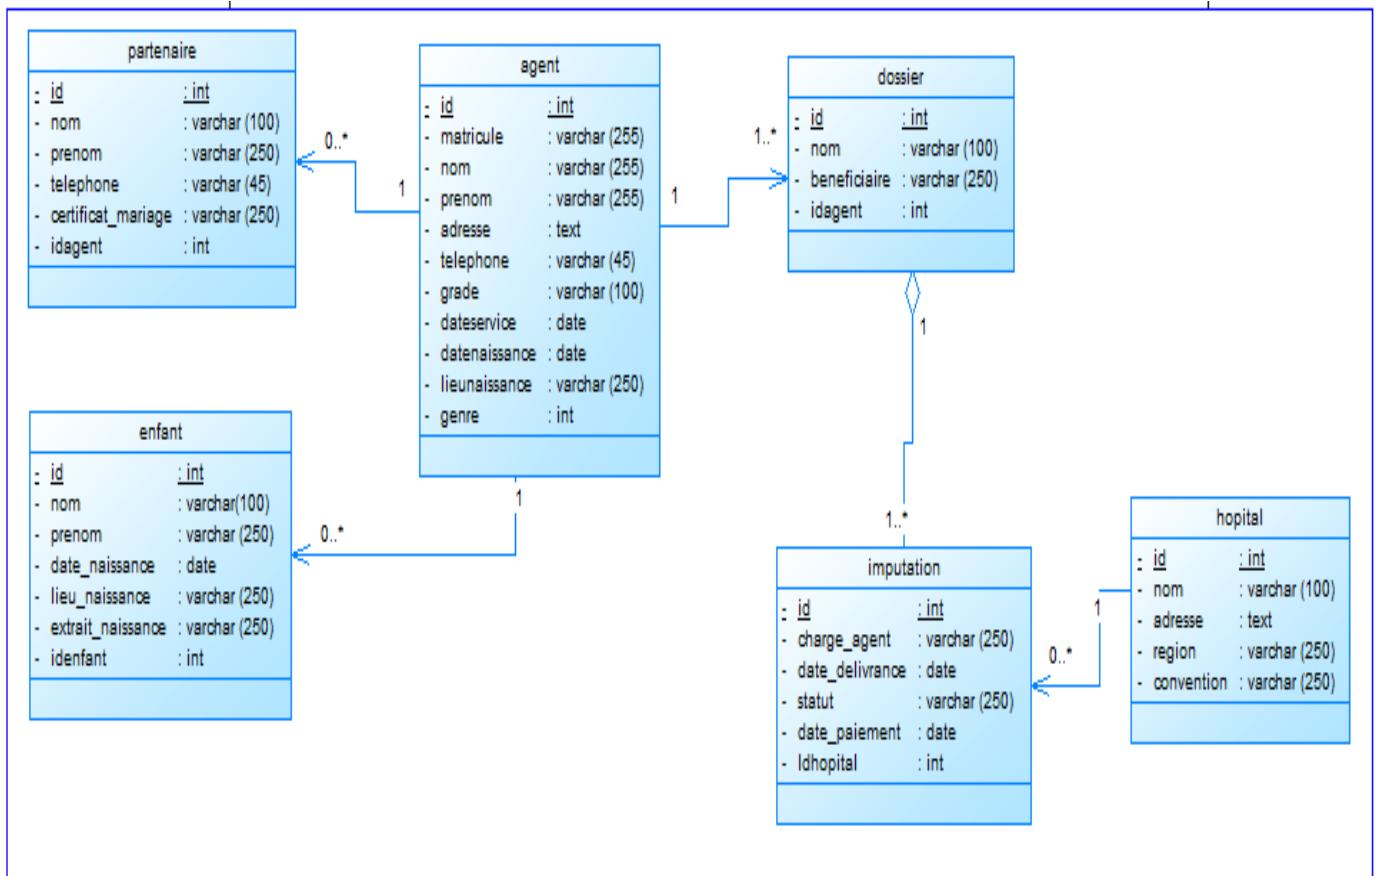 partenaire
- id : int
- nom : varchar (100)
- prenom : varchar (250)
- telephone : varchar (45)
- certificat_mariage : varchar (250)
- idagent : int
0..*
1
agent
- id : int
- matricule : varchar (255)
- nom : varchar (255)
- prenom : varchar (255)
- adresse : text
- telephone : varchar (45)
- grade : varchar (100)
- dateservice : date
- datenaissance : date
- lieunaissance : varchar (250)
- genre : int
1
1..*
dossier
- id : int
- nom : varchar (100)
- beneficiaire : varchar (250)
- idagent : int
1
enfant
- id : int
- nom : varchar(100)
- prenom : varchar (250)
- date_naissance : date
- lieu_naissance : varchar (250)
- extrait_naissance : varchar (250)
- idenfant : int
0..*
1
1..*
imputation
- id : int
- charge_agent : varchar (250)
- date_delivrance : date
- statut : varchar (250)
- date_paiement : date
- Idhopital : int
0..*
1
hopital
- id : int
- nom : varchar (100)
- adresse : text
- region : varchar (250)
- convention : varchar (250)